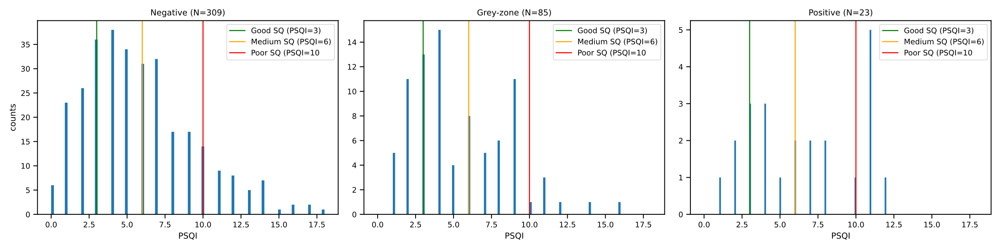 Negative (N=309)
counts
35
30
25
20
15
10
5
0
0.0 2.5 5.0 7.5 10.0 12.5 15.0 17.5
PSQI
Good SQ (PSQI=3)
Medium SQ (PSQI=6)
Poor SQ (PSQI=10
Grey-zone (N=85)
14
12
10
8
6
4
2
0
0.0 2.5 5.0 7.5 10.0 12.5 15.0 17.5
PSQI
Good SQ (PSQI=3)
Medium SQ (PSQI=6)
Poor SQ (PSQI=10
Positive (N=23)
5
4
3
2
1
0
0.0 2.5 5.0 7.5 10.0 12.5 15.0 17.5
PSQI
Good SQ (PSQI=3)
Medium SQ (PSQI=6)
Poor SQ (PSQI=10